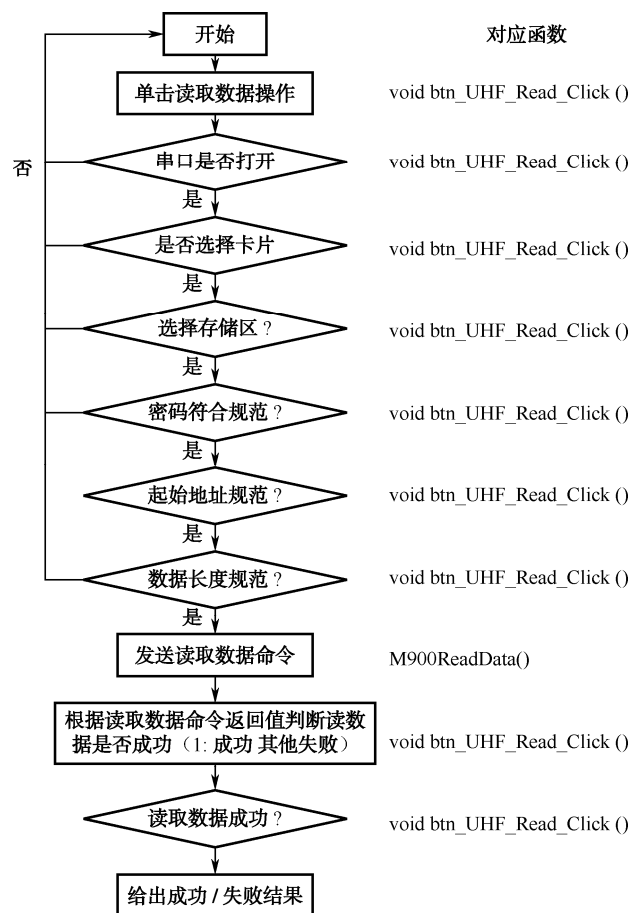 开始
对应函数
单击读取数据操作
void btn_UHF_Read_Click ()
否
串口是否打开
void btn_UHF_Read_Click ()
是
是否选择卡片
void btn_UHF_Read_Click ()
是
选择存储区?
void btn_UHF_Read_Click ()
是
密码符合规范?
void btn_UHF_Read_Click ()
是
起始地址规范?
void btn_UHF_Read_Click ()
是
数据长度规范?
void btn_UHF_Read_Click ()
是
发送读取数据命令
M900ReadData()
根据读取数据命令返回值判断读数
据是否成功（1: 成功 其他失败）
void btn_UHF_Read_Click ()
读取数据成功?
void btn_UHF_Read_Click ()
给出成功 / 失败结果